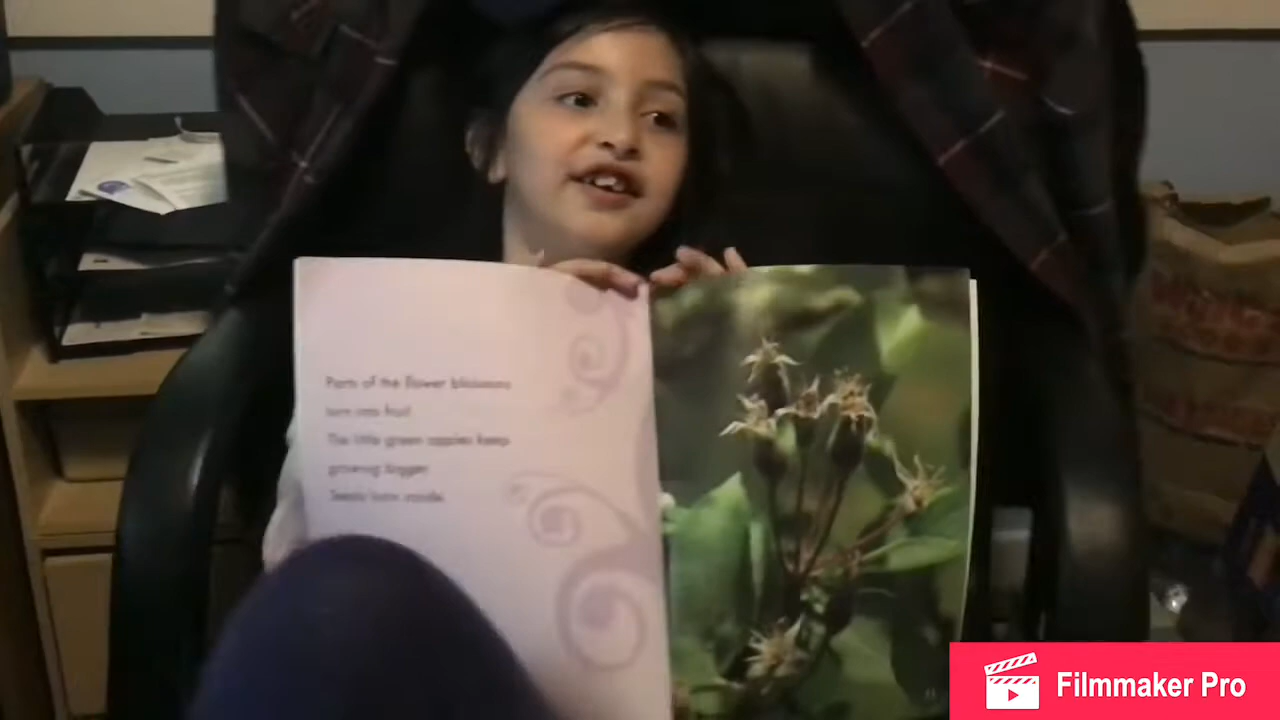 Parts of the flower blossoms
turn into fruit.
The little green apples keep
growing bigger.
Seeds form inside.
Filmmaker Pro